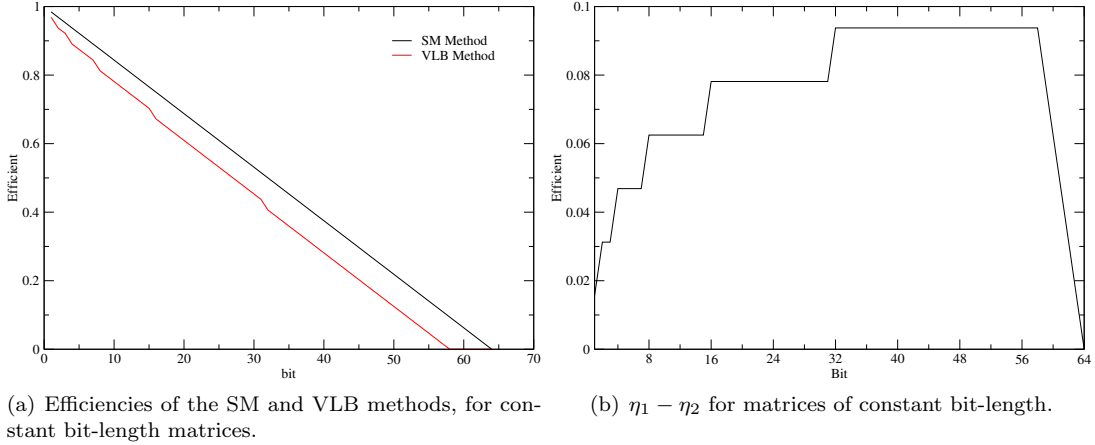 1
0.8
0.6
0.4
0.2
0
Efficient
0 10 20 30 40 50 60 70
bit
SM Method
VLB Method
0.1
0.08
0.06
0.04
0.02
0
Efficient
8 16 24 32 40 48 56 64
Bit
(a) Efficiencies of the SM and VLB methods, for con-
stant bit-length matrices.
(b) η₁ − η₂ for matrices of constant bit-length.